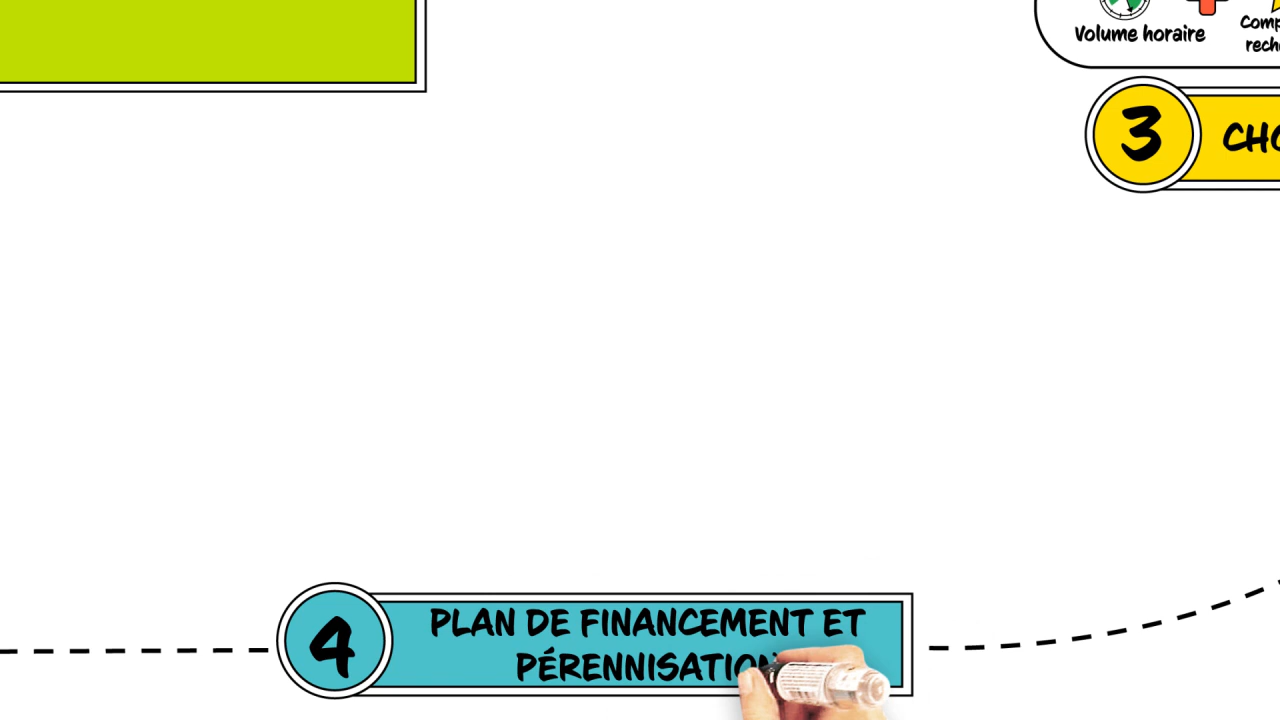 Volume horaire
3
4
PLAN DE FINANCEMENT ET
PÉRENNISATION